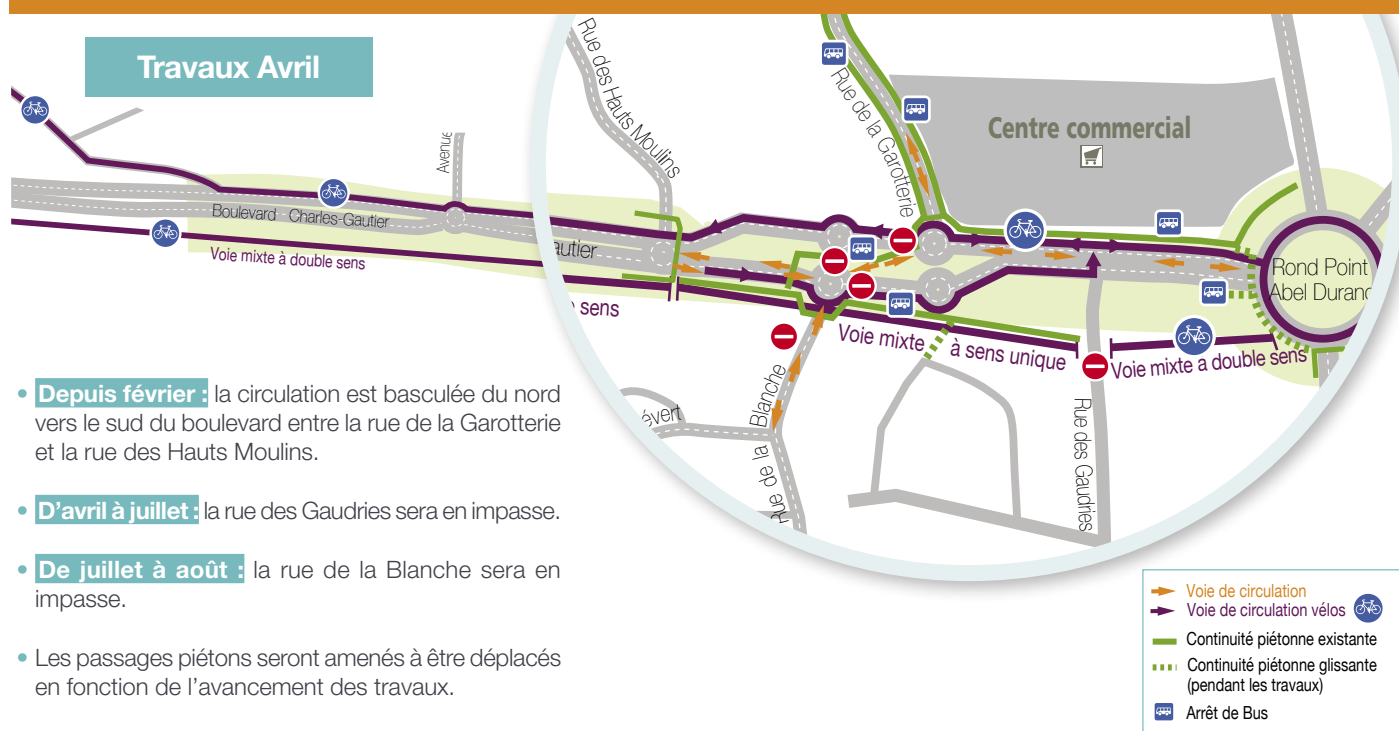 Travaux Avril
Rue des Hauts Moulins
Rue de la Garotterie
Centre commercial
Avenue
Boulevard Charles-Gautier
autier
Voie mixte à double sens
sens
Rond Point
Abel Durand
Voie mixte à sens unique
Voie mixte a double sens
Rue de la Blanche
évert
Rue des Gaudries
• Depuis février : la circulation est basculée du nord
vers le sud du boulevard entre la rue de la Garotterie
et la rue des Hauts Moulins.
• D’avril à juillet : la rue des Gaudries sera en impasse.
• De juillet à août : la rue de la Blanche sera en
impasse.
• Les passages piétons seront amenés à être déplacés
en fonction de l’avancement des travaux.
Voie de circulation
Voie de circulation vélos
Continuité piétonne existante
Continuité piétonne glissante
(pendant les travaux)
Arrêt de Bus